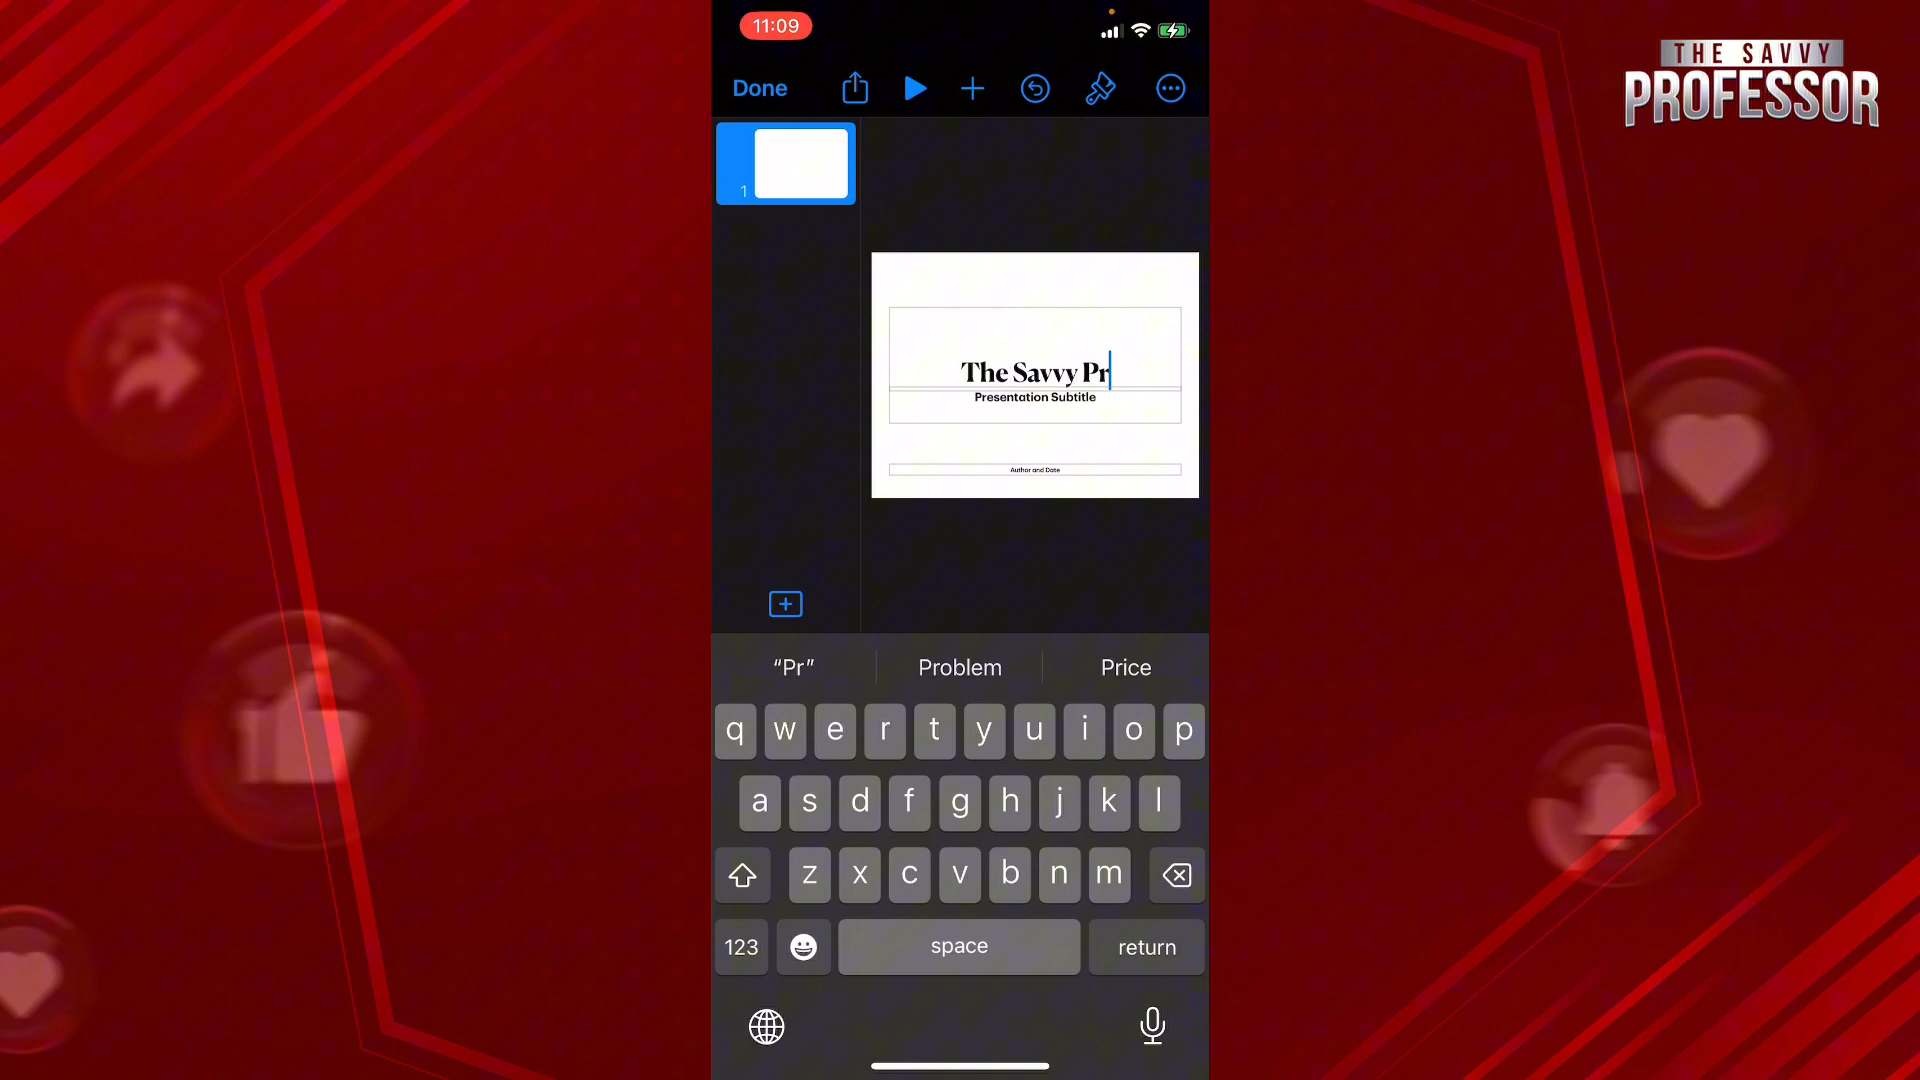 11:09
THE SAVVY
PROFESSOR
Done
1
The Savvy Pr
Presentation Subtitle
Author and Date
“Pr” Problem Price
q w e r t y u i o p
a s d f g h j k l
z x c v b n m
123 space return